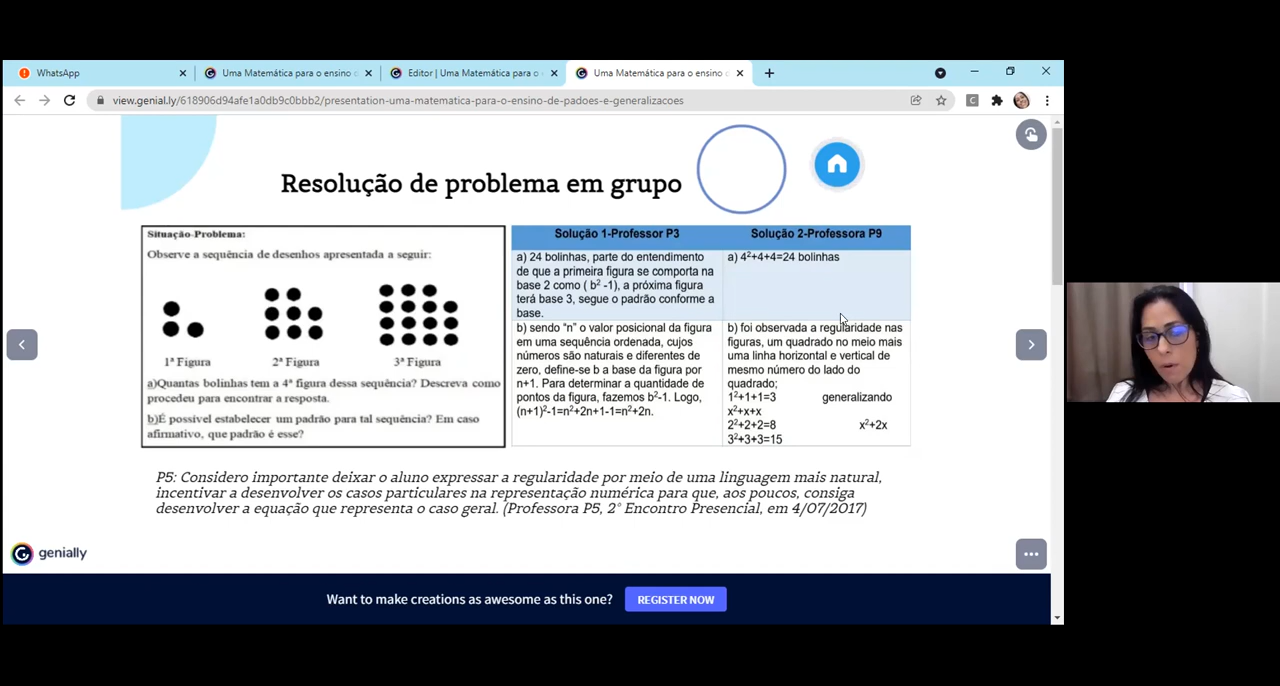 WhatsApp
Uma Matemática para o ensino d
Editor | Uma Matemática para o
Uma Matemática para o ensino d
view.genial.ly/618906d94afe1a0db9c0bbb2/presentation-uma-matematica-para-o-ensino-de-padoes-e-generalizacoes
Resolução de problema em grupo
Situação-Problema:
Observe a sequência de desenhos apresentada a seguir:
1ª Figura 2ª Figura 3ª Figura
a)Quantas bolinhas tem a 4ª figura dessa sequência? Descreva como
procedeu para encontrar a resposta.
b)É possível estabelecer um padrão para tal sequência? Em caso
afirmativo, que padrão é esse?
Solução 1-Professor P3
a) 24 bolinhas, parte do entendimento
de que a primeira figura se comporta na
base 2 como ( b² -1), a próxima figura
terá base 3, segue o padrão conforme a
base.
b) sendo “n” o valor posicional da figura
em uma sequência ordenada, cujos
números são naturais e diferentes de
zero, define-se b a base da figura por
n+1. Para determinar a quantidade de
pontos da figura, fazemos b²-1. Logo,
(n+1)²-1=n²+2n+1-1=n²+2n.
Solução 2-Professora P9
a) 4²+4+4=24 bolinhas
b) foi observada a regularidade nas
figuras, um quadrado no meio mais
uma linha horizontal e vertical de
mesmo número do lado do
quadrado;
1²+1+1=3 generalizando
x²+x+x
2²+2+2=8 x²+2x
3²+3+3=15
P5: Considero importante deixar o aluno expressar a regularidade por meio de uma linguagem mais natural,
incentivar a desenvolver os casos particulares na representação numérica para que, aos poucos, consiga
desenvolver a equação que representa o caso geral. (Professora P5, 2° Encontro Presencial, em 4/07/2017)
genially
Want to make creations as awesome as this one? REGISTER NOW